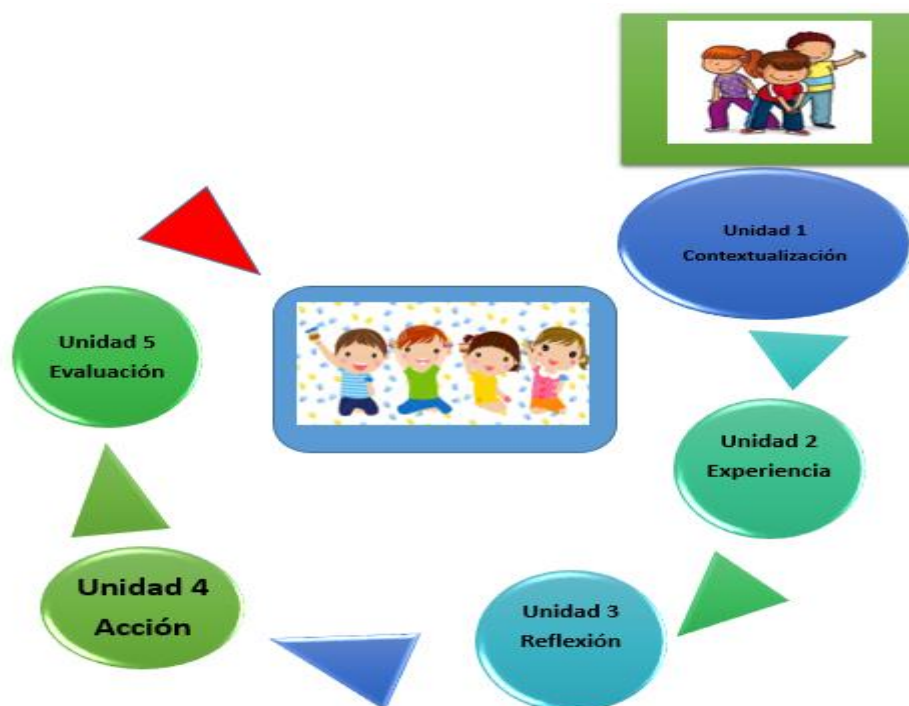 Unidad 1
Contextualización
Unidad 2
Experiencia
Unidad 3
Reflexión
Unidad 4
Acción
Unidad 5
Evaluación